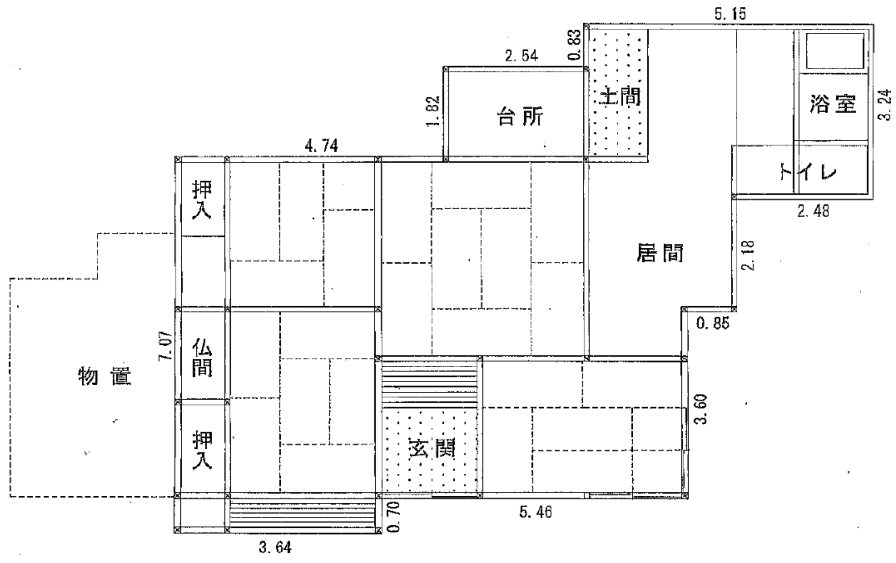 5.15
0.83
2.54
土間
浴室
3.24
1.82
台所
4.74
トイレ
押入
2.48
居間
2.18
0.85
7.07
仏間
物置
3.60
押入
玄関
0.70
5.46
3.64